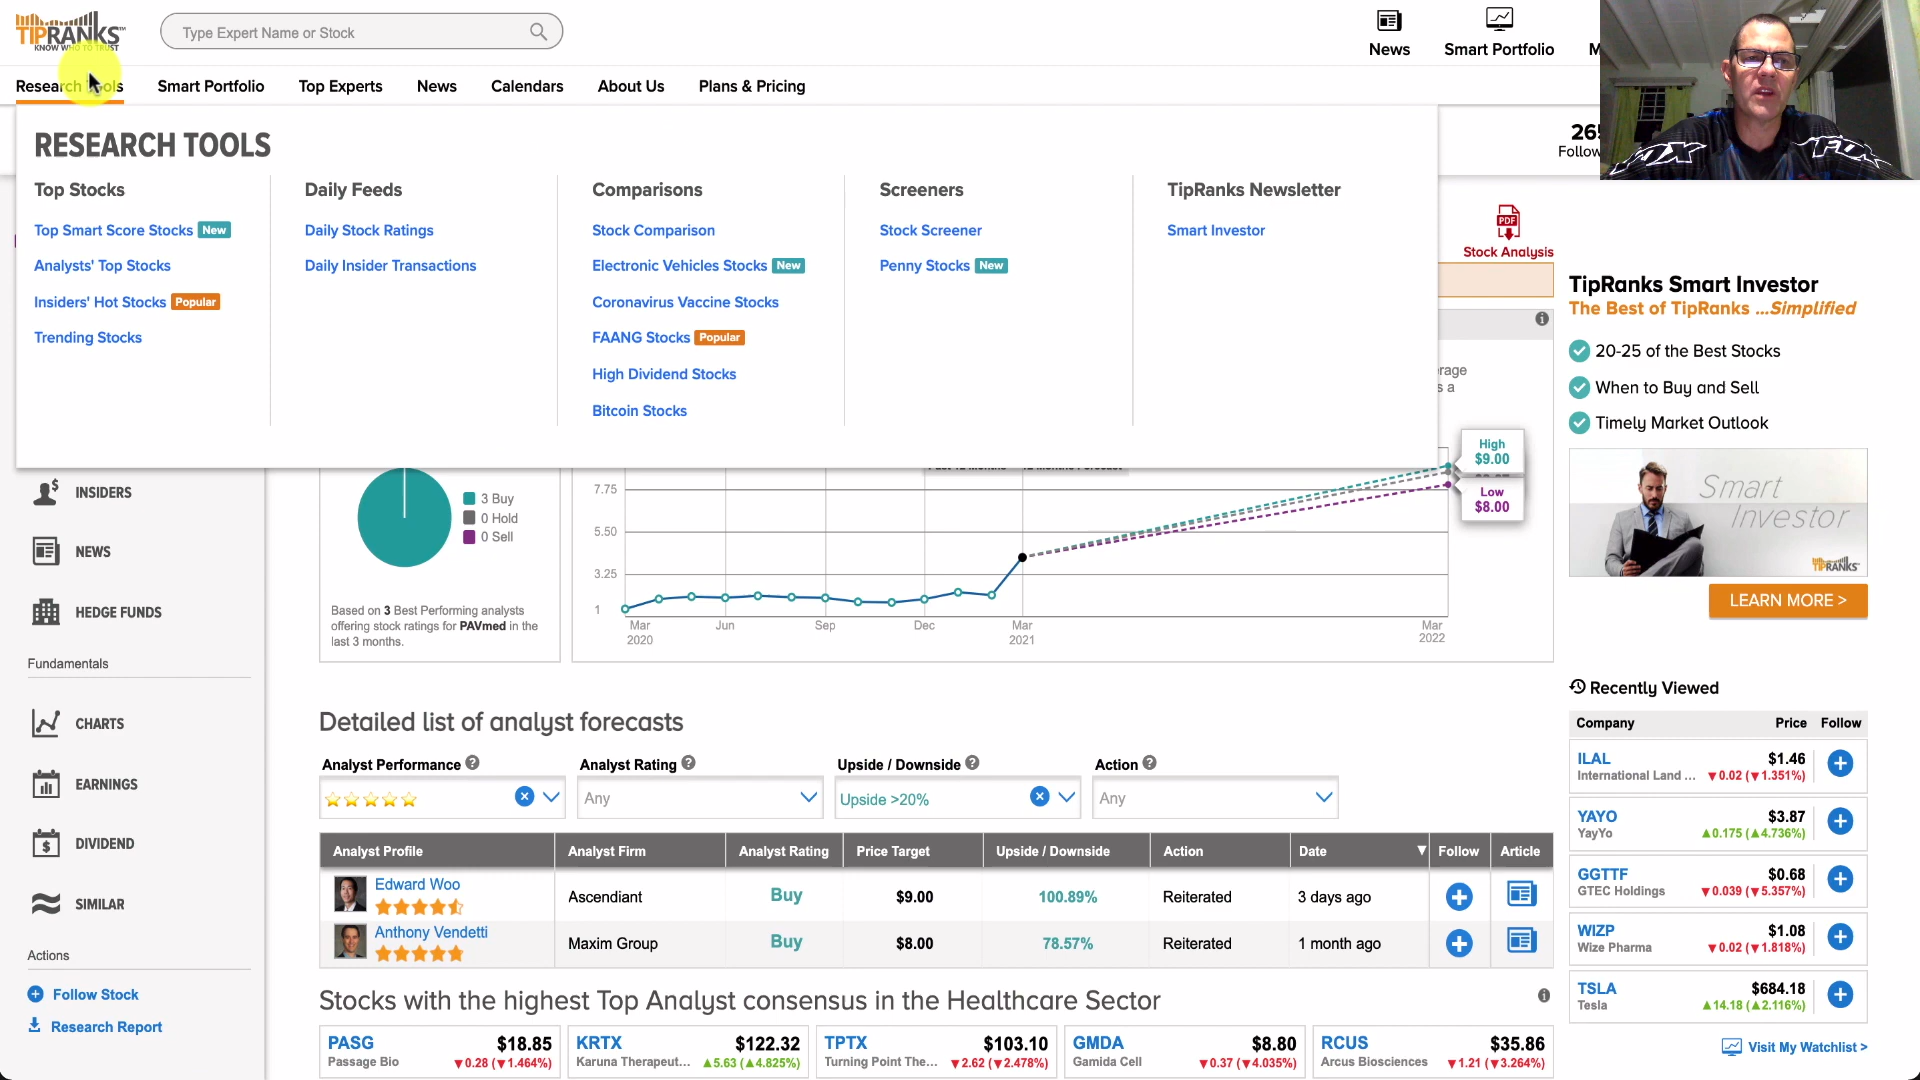 TIPRANKS
KNOW WHO TO TRUST
Type Expert Name or Stock
News
Smart Portfolio
Research Tools
Smart Portfolio
Top Experts
News
Calendars
About Us
Plans & Pricing
RESEARCH TOOLS
Top Stocks
Top Smart Score Stocks New
Analysts' Top Stocks
Insiders' Hot Stocks Popular
Trending Stocks
Daily Feeds
Daily Stock Ratings
Daily Insider Transactions
Comparisons
Stock Comparison
Electronic Vehicles Stocks New
Coronavirus Vaccine Stocks
FAANG Stocks Popular
High Dividend Stocks
Bitcoin Stocks
Screeners
Stock Screener
Penny Stocks New
TipRanks Newsletter
Smart Investor
265
Follow
FOX
PDF
Stock Analysis
TipRanks Smart Investor
The Best of TipRanks ...Simplified
20-25 of the Best Stocks
When to Buy and Sell
Timely Market Outlook
Smart
Investor
TIPRANKS
LEARN MORE >
INSIDERS
NEWS
HEDGE FUNDS
Fundamentals
CHARTS
EARNINGS
DIVIDEND
SIMILAR
Actions
Follow Stock
Research Report
3 Buy
0 Hold
0 Sell
Based on 3 Best Performing analysts
offering stock ratings for PAVmed in the
last 3 months.
High
$9.00
Low
$8.00
7.75
5.50
3.25
1
Mar 2020
Jun
Sep
Dec
Mar 2021
Mar 2022
Detailed list of analyst forecasts
Analyst Performance
Analyst Rating
Any
Upside / Downside
Upside >20%
Action
Any
Analyst Profile Analyst Firm Analyst Rating Price Target Upside / Downside Action Date ▼ Follow Article
Edward Woo Ascendiant Buy $9.00 100.89% Reiterated 3 days ago
Anthony Vendetti Maxim Group Buy $8.00 78.57% Reiterated 1 month ago
Stocks with the highest Top Analyst consensus in the Healthcare Sector
PASG $18.85
Passage Bio ▼0.28 (▼1.464%)
KRTX $122.32
Karuna Therapeut... ▲5.63 (▲4.825%)
TPTX $103.10
Turning Point The... ▼2.62 (▼2.478%)
GMDA $8.80
Gamida Cell ▼0.37 (▼4.035%)
RCUS $35.86
Arcus Biosciences ▼1.21 (▼3.264%)
Recently Viewed
Company Price Follow
ILAL $1.46
International Land ... ▼0.02 (▼1.351%)
YAYO $3.87
YayYo ▲0.175 (▲4.736%)
GGTTF $0.68
GTEC Holdings ▼0.039 (▼5.357%)
WIZP $1.08
Wize Pharma ▼0.02 (▼1.818%)
TSLA $684.18
Tesla ▲14.18 (▲2.116%)
Visit My Watchlist >